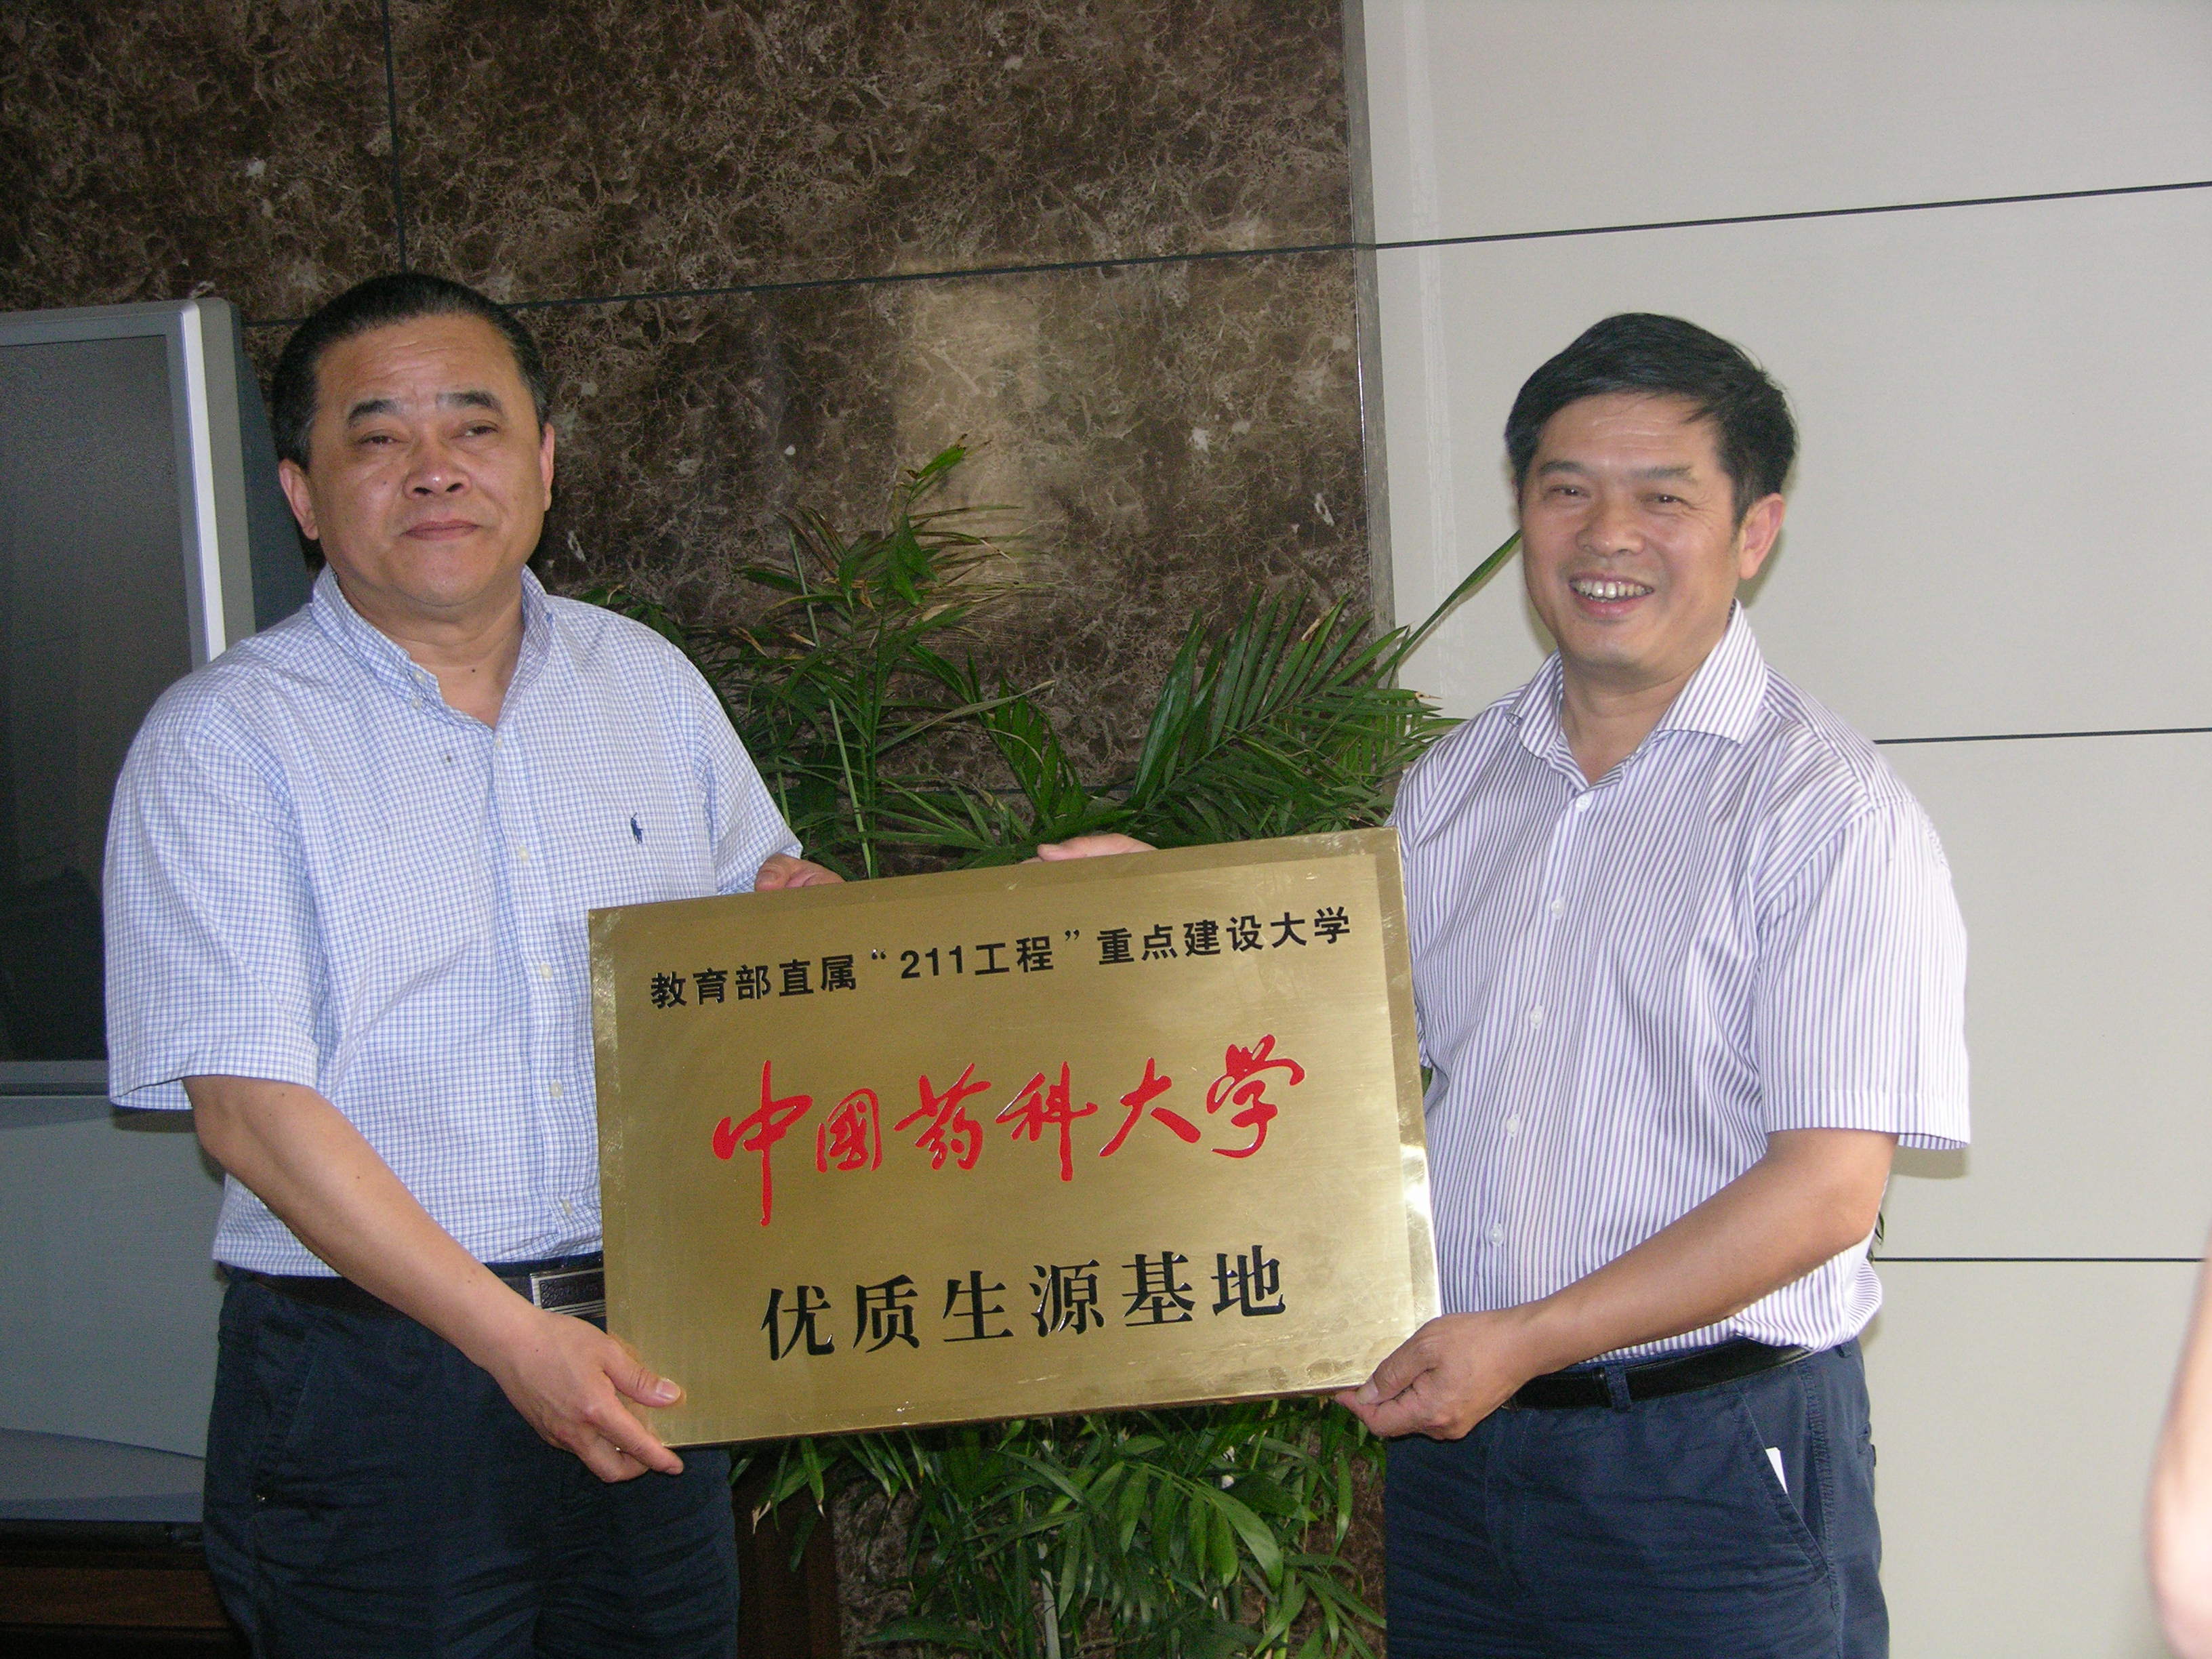 教育部直属“211工程”重点建设大学
中国药科大学
优质生源基地